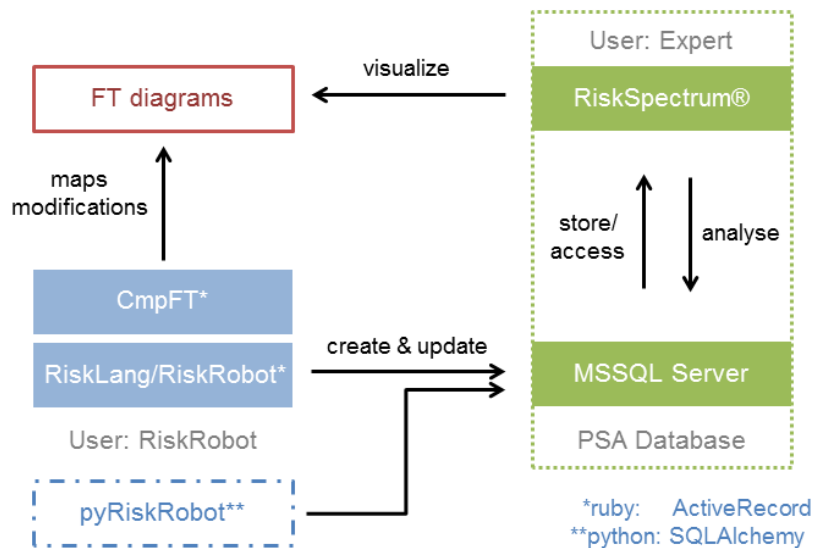 User: Expert
visualize
FT diagrams
RiskSpectrum®
maps
modifications
store/
access
analyse
CmpFT*
create & update
RiskLang/RiskRobot*
MSSQL Server
User: RiskRobot
PSA Database
pyRiskRobot**
*ruby: ActiveRecord
**python: SQLAlchemy